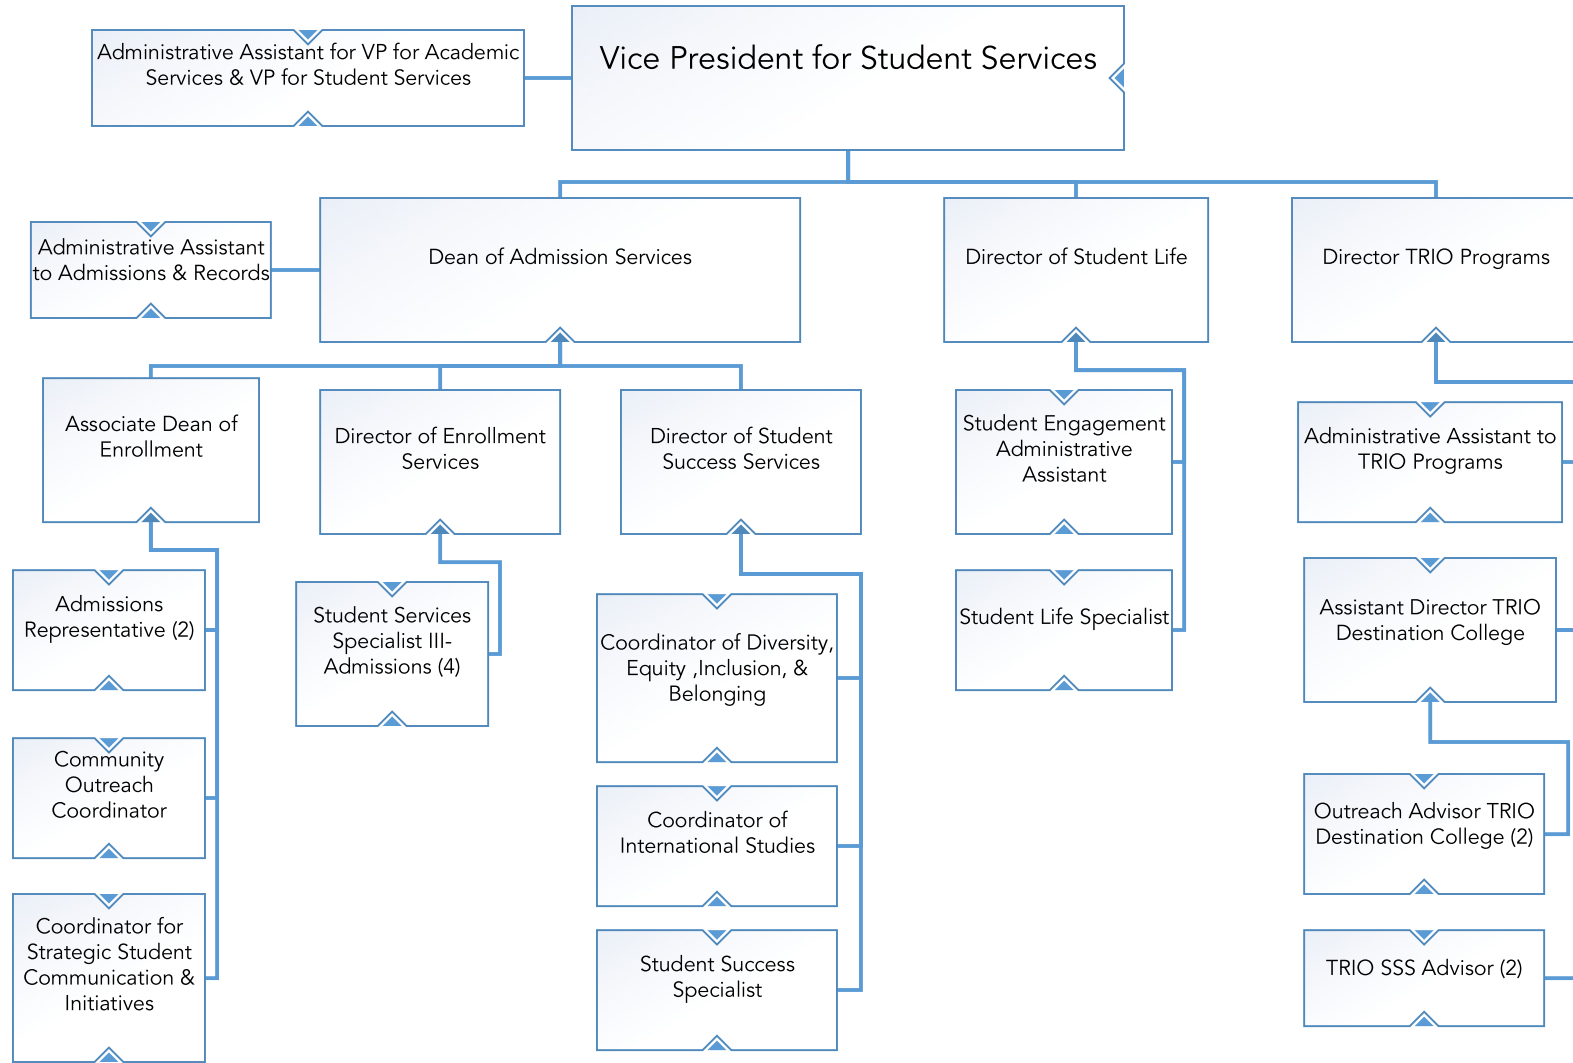 Administrative Assistant for VP for Academic
Services & VP for Student Services
Vice President for Student Services
Administrative Assistant
to Admissions & Records
Dean of Admission Services
Director of Student Life
Director TRIO Programs
Associate Dean of
Enrollment
Director of Enrollment
Services
Director of Student
Success Services
Student Engagement
Administrative
Assistant
Administrative Assistant to
TRIO Programs
Admissions
Representative (2)
Student Services
Specialist III-
Admissions (4)
Coordinator of Diversity,
Equity ,Inclusion, &
Belonging
Student Life Specialist
Assistant Director TRIO
Destination College
Community
Outreach
Coordinator
Coordinator of
International Studies
Outreach Advisor TRIO
Destination College (2)
Coordinator for
Strategic Student
Communication &
Initiatives
Student Success
Specialist
TRIO SSS Advisor (2)